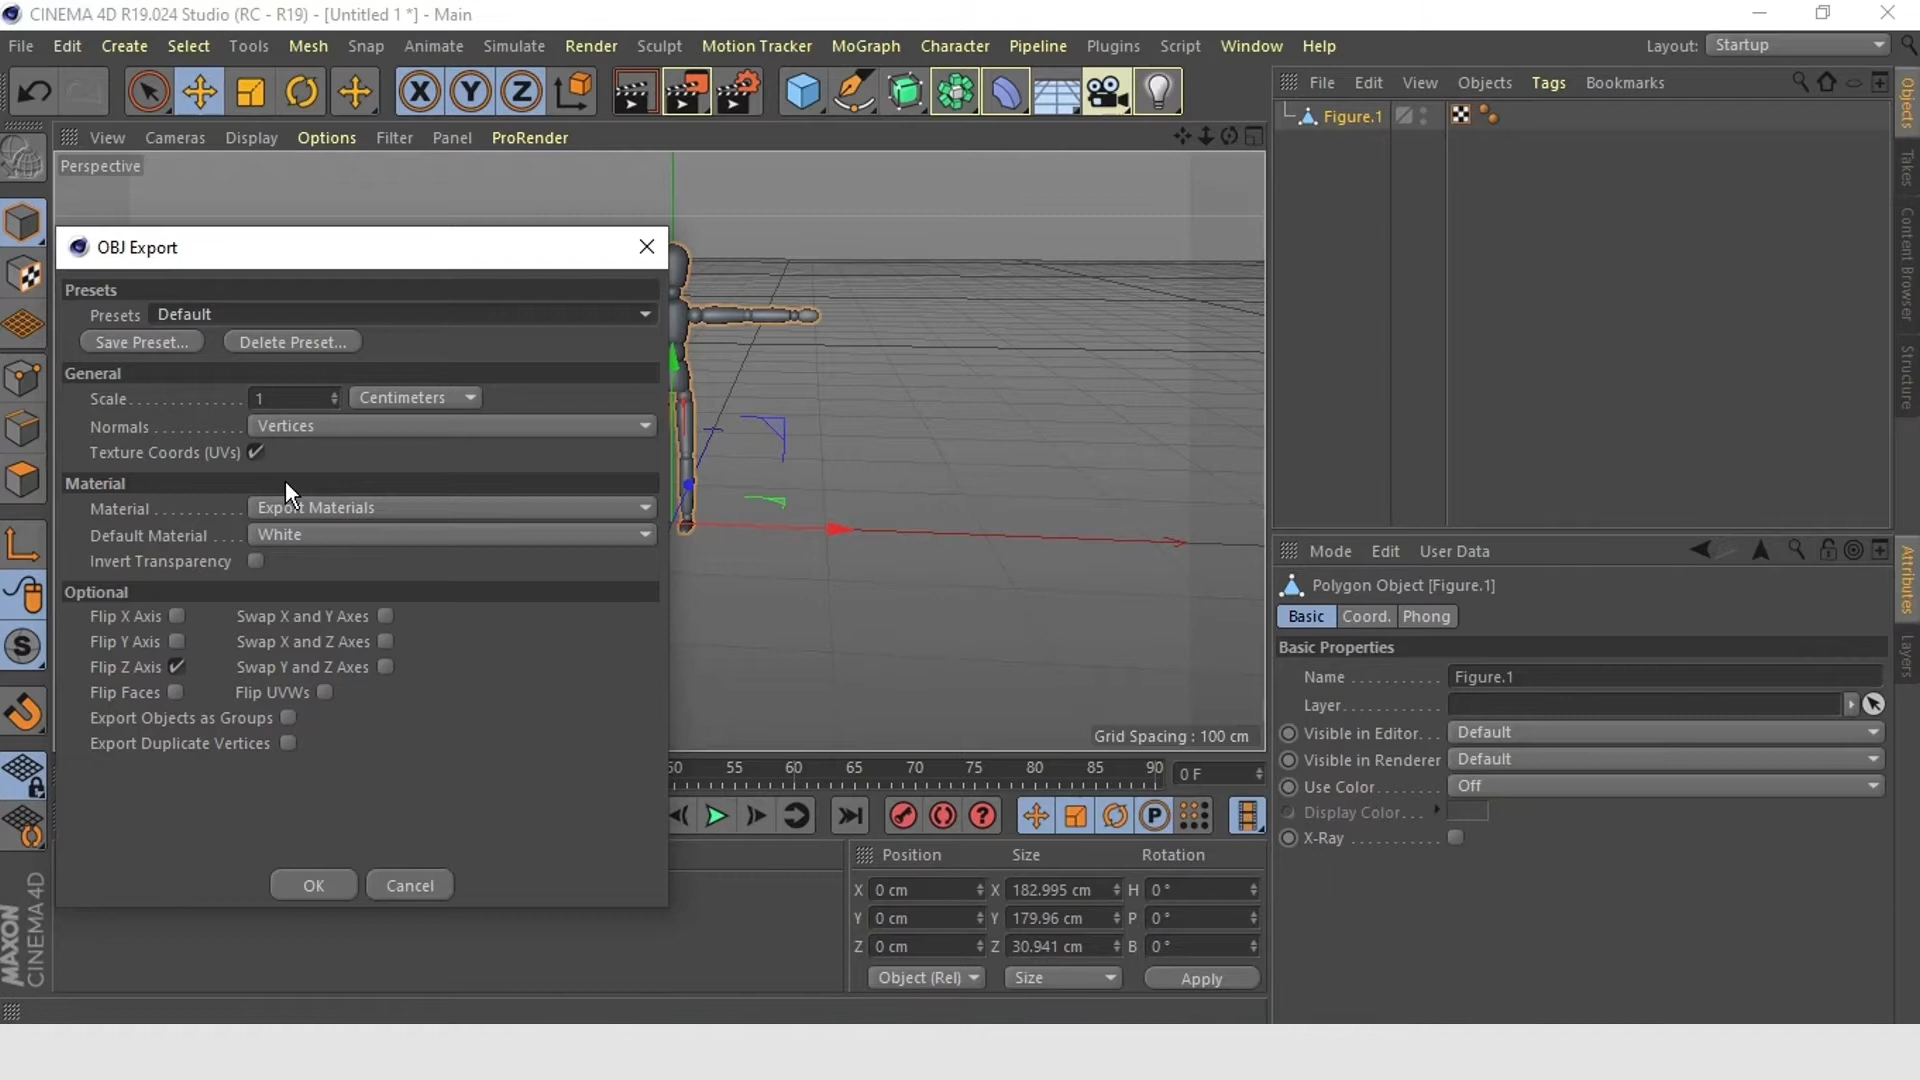 CINEMA 4D R19.024 Studio (RC - R19) - [Untitled 1 *] - Main
File Edit Create Select Tools Mesh Snap Animate Simulate Render Sculpt Motion Tracker MoGraph Character Pipeline Plugins Script Window Help Layout: Startup
X Y Z
File Edit View Objects Tags Bookmarks
View Cameras Display Options Filter Panel ProRender
Figure.1
Perspective
OBJ Export
Presets
Presets Default
Save Preset... Delete Preset...
General
Scale. . . . . . . . . . . . . 1 Centimeters
Normals . . . . . . . . . . Vertices
Texture Coords (UVs)
Material
Material . . . . . . . . . . . Export Materials
Default Material . . . . White
Invert Transparency
Optional
Flip X Axis Swap X and Y Axes
Flip Y Axis Swap X and Z Axes
Flip Z Axis Swap Y and Z Axes
Flip Faces Flip UVWs
Export Objects as Groups
Export Duplicate Vertices
OK Cancel
Grid Spacing : 100 cm
50 55 60 65 70 75 80 85 90 0 F
P
Position Size Rotation
X 0 cm X 182.995 cm H 0 °
Y 0 cm Y 179.96 cm P 0 °
Z 0 cm Z 30.941 cm B 0 °
Object (Rel) Size Apply
Mode Edit User Data
Polygon Object [Figure.1]
Basic Coord. Phong
Basic Properties
Name . . . . . . . . . . . Figure.1
Layer. . . . . . . . . . . .
Visible in Editor. . . Default
Visible in Renderer Default
Use Color. . . . . . . . Off
Display Color. . .
X-Ray . . . . . . . . . .
Objects
Takes
Content Browser
Structure
Attributes
Layers
MAXON
CINEMA 4D